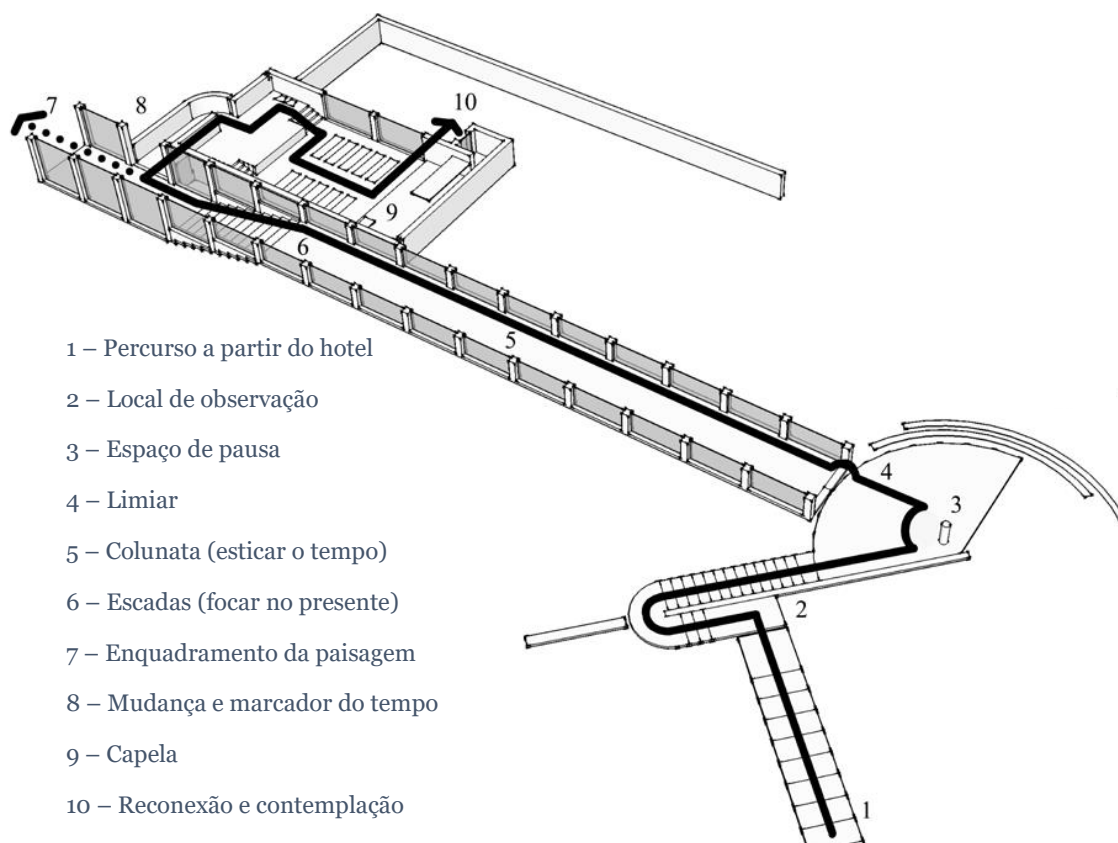 7
8
10
9
6
5
4
3
2
1
1 – Percurso a partir do hotel
2 – Local de observação
3 – Espaço de pausa
4 – Limiar
5 – Colunata (esticar o tempo)
6 – Escadas (focar no presente)
7 – Enquadramento da paisagem
8 – Mudança e marcador do tempo
9 – Capela
10 – Reconexão e contemplação